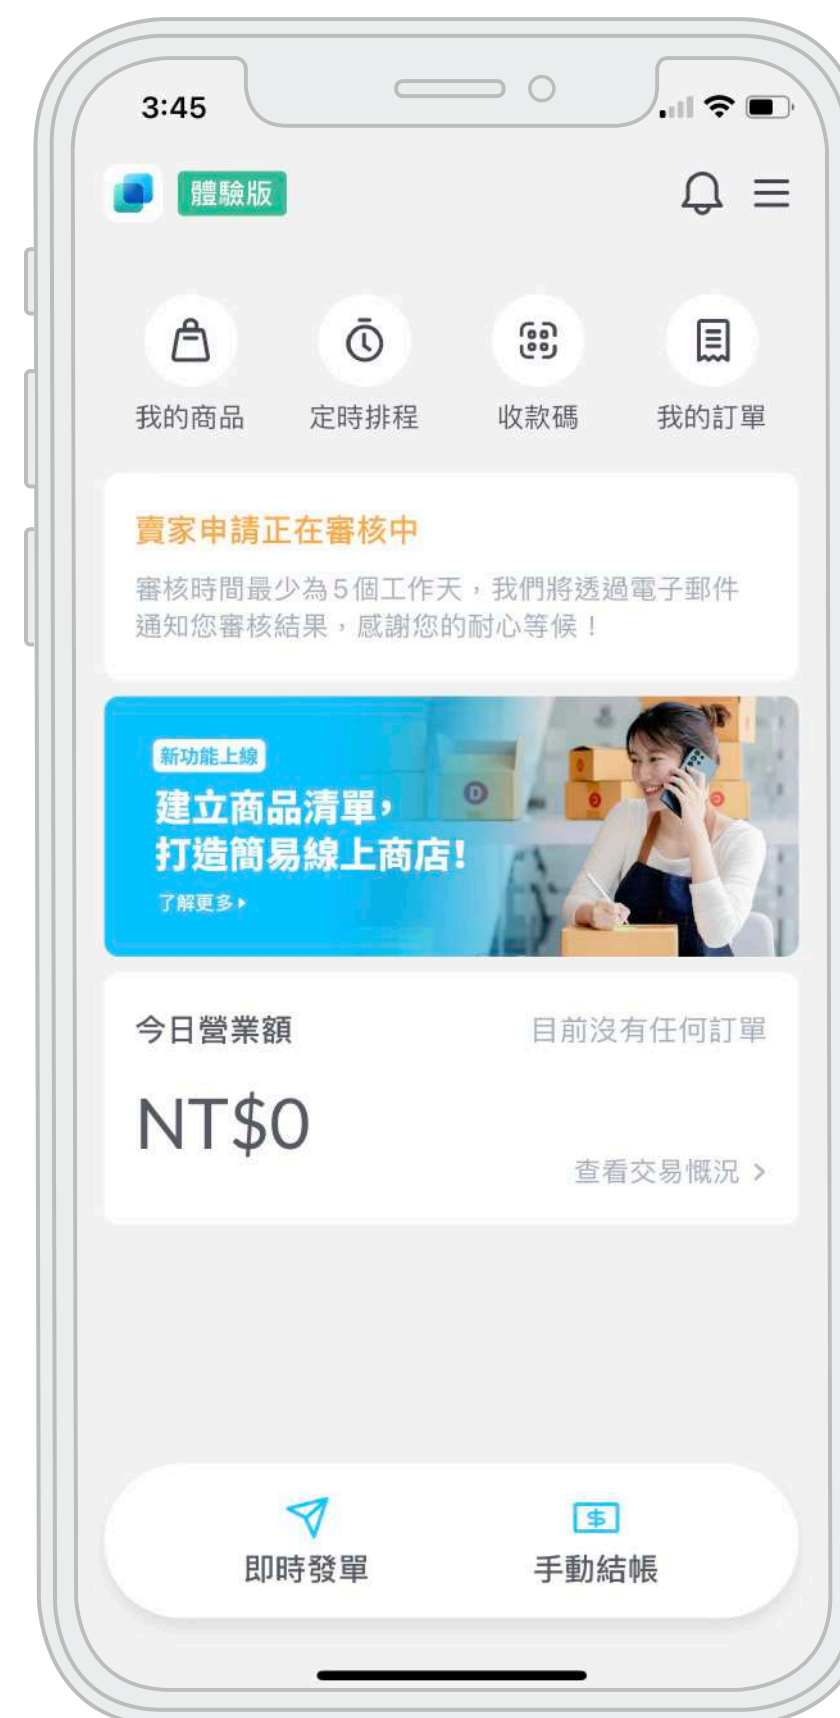 3:45
體驗版
我的商品
定時排程
收款碼
我的訂單
賣家申請正在審核中
審核時間最少為5個工作天，我們將透過電子郵件
通知您審核結果，感謝您的耐心等候！
新功能上線
建立商品清單，
打造簡易線上商店！
了解更多
今日營業額
目前沒有任何訂單
NT$0
查看交易慨況 >
即時發單
手動結帳